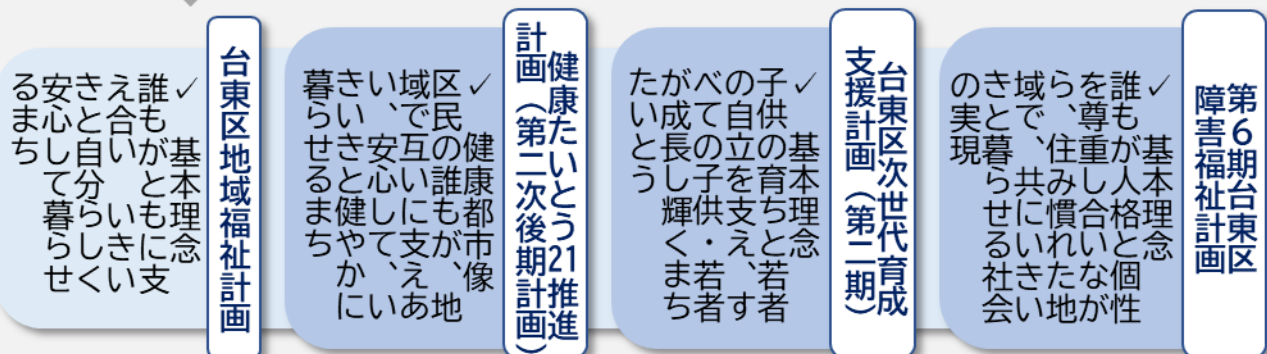 第６期台東区
障害福祉計画
✓ 基本理念
誰もが人格と個性
を尊重し合いなが
ら、住み慣れた地
域で、共にいきい
きと暮らせる社会
の実現
台東区次世代育成
支援計画（第二期）
✓ 基本理念
子供の育ちと若者
の自立を支え、す
べての子供・若者
が成長し輝くまち
たいとう
健康たいとう21推進
計画（第二次後期計画）
✓ 健康都市像
区民の誰もが、地
域で互いに支えあ
い、安心して、い
きいきと健やかに
暮らせるまち
台東区地域福祉計画
✓ 基本理念
誰もがともに支
え合い いきい
きと自分らしく
安心して暮らせ
るまち